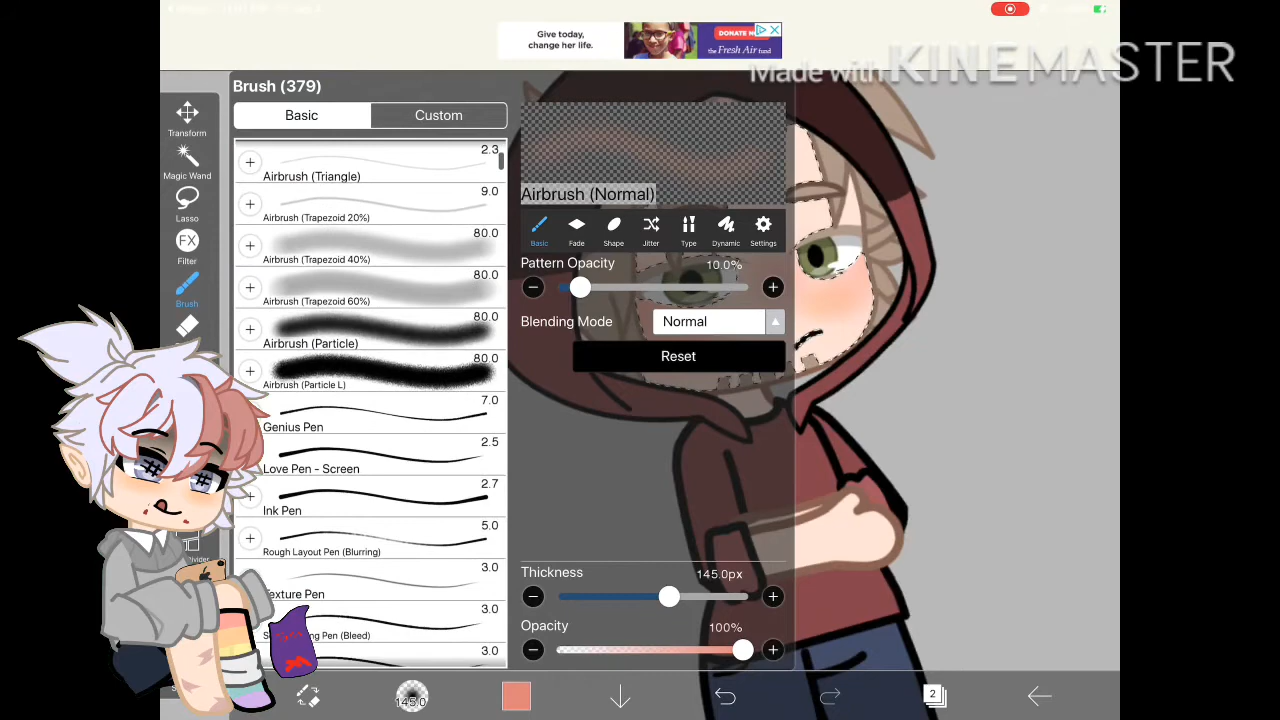 Give today,
change her life.
DONATE
the Fresh Air fund
Made with KINEMASTER
Brush (379)
Basic
Custom
2.3
Airbrush (Triangle)
9.0
Airbrush (Trapezoid 20%)
80.0
Airbrush (Trapezoid 40%)
80.0
Airbrush (Trapezoid 60%)
80.0
Airbrush (Particle)
80.0
Airbrush (Particle L)
7.0
Genius Pen
2.5
Love Pen - Screen
2.7
Ink Pen
5.0
Rough Layout Pen (Blurring)
3.0
Texture Pen
3.0
Pen (Bleed)
3.0
Transform
Magic Wand
Lasso
FX
Filter
Brush
Airbrush (Normal)
Basic
Fade
Shape
Jitter
Type
Dynamic
Settings
Pattern Opacity
10.0%
Blending Mode
Normal
Reset
Thickness
145.0px
Opacity
100%
145.0
2